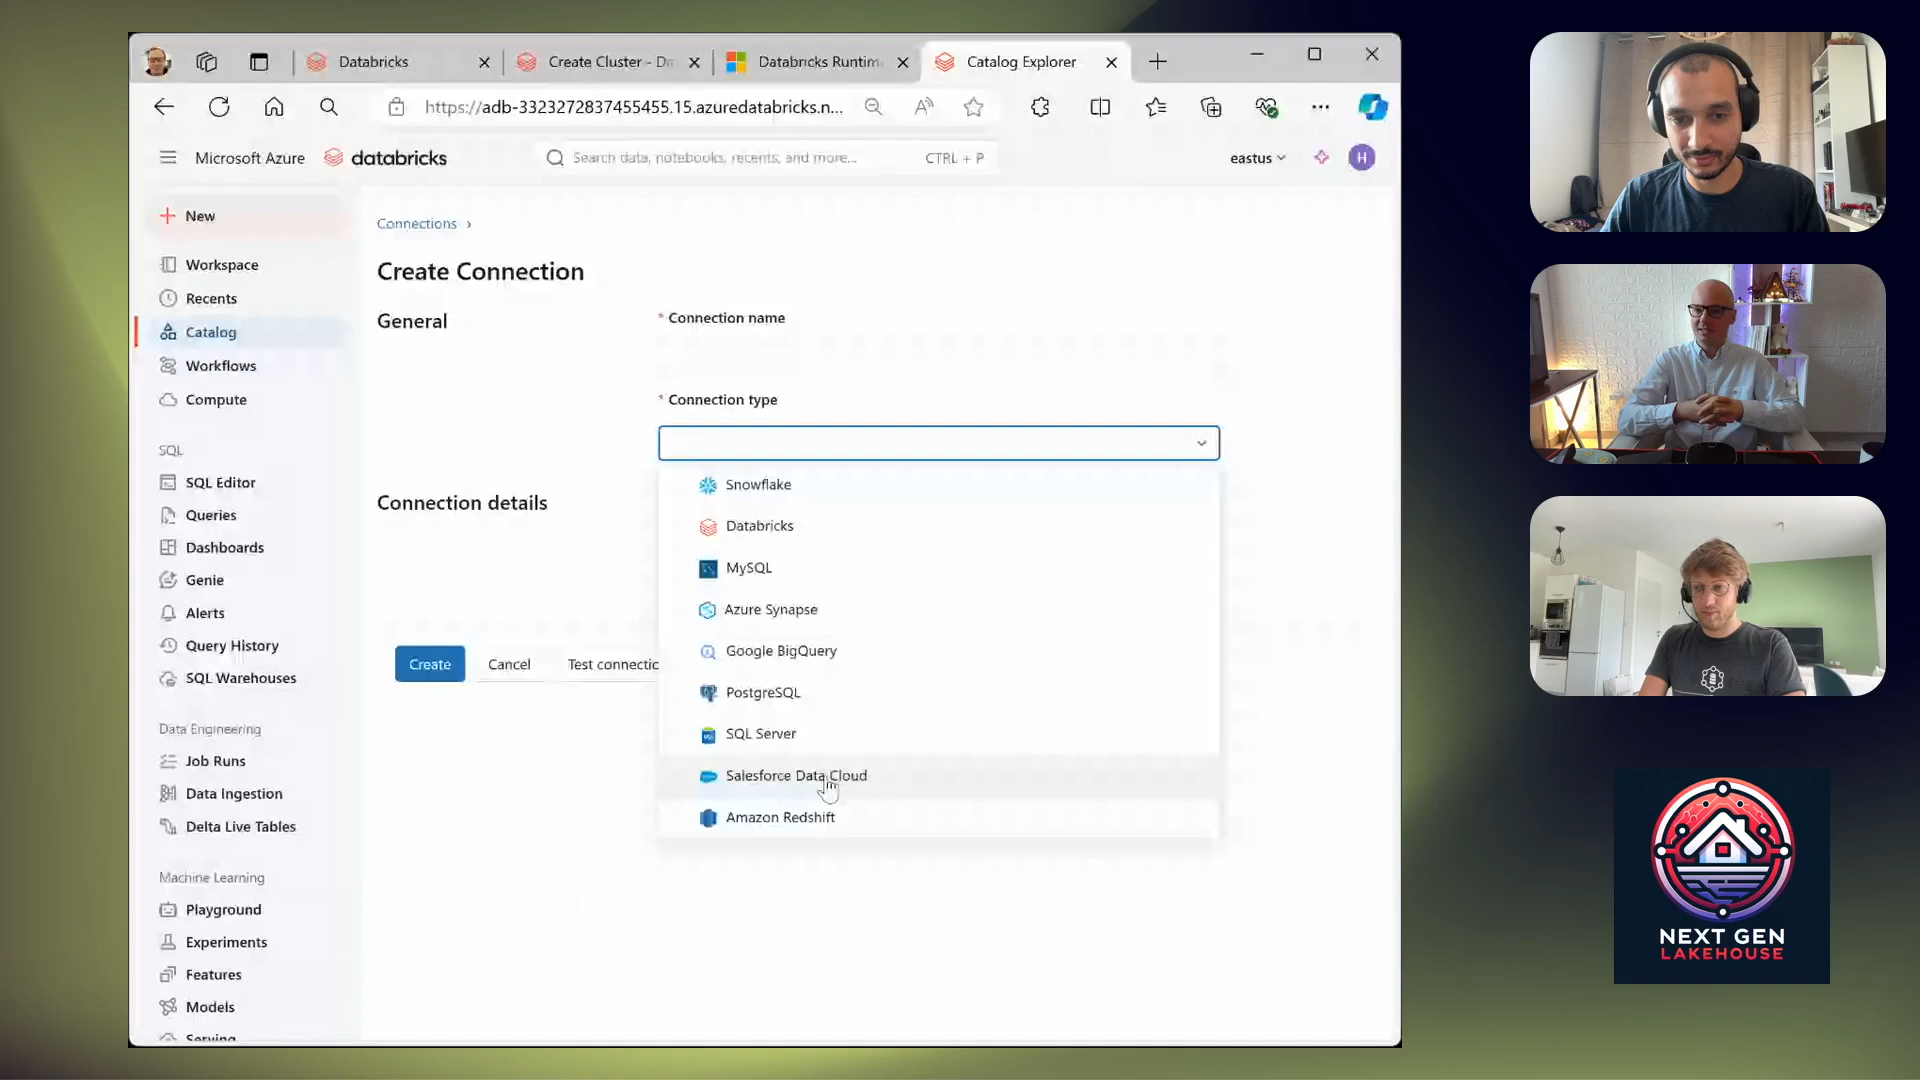 Databricks
Create Cluster - D
Databricks Runtim
Catalog Explorer
https://adb-3323272837455455.15.azuredatabricks.n...
Microsoft Azure
databricks
Search data, notebooks, recents, and more...
CTRL + P
eastus
H
New
Workspace
Recents
Catalog
Workflows
Compute
SQL
SQL Editor
Queries
Dashboards
Genie
Alerts
Query History
SQL Warehouses
Data Engineering
Job Runs
Data Ingestion
Delta Live Tables
Machine Learning
Playground
Experiments
Features
Models
Serving
Connections ›
Create Connection
General
* Connection name
* Connection type
Snowflake
Databricks
MySQL
Azure Synapse
Google BigQuery
PostgreSQL
SQL Server
Salesforce Data Cloud
Amazon Redshift
Connection details
Create
Cancel
Test connectic
NEXT GEN
LAKEHOUSE